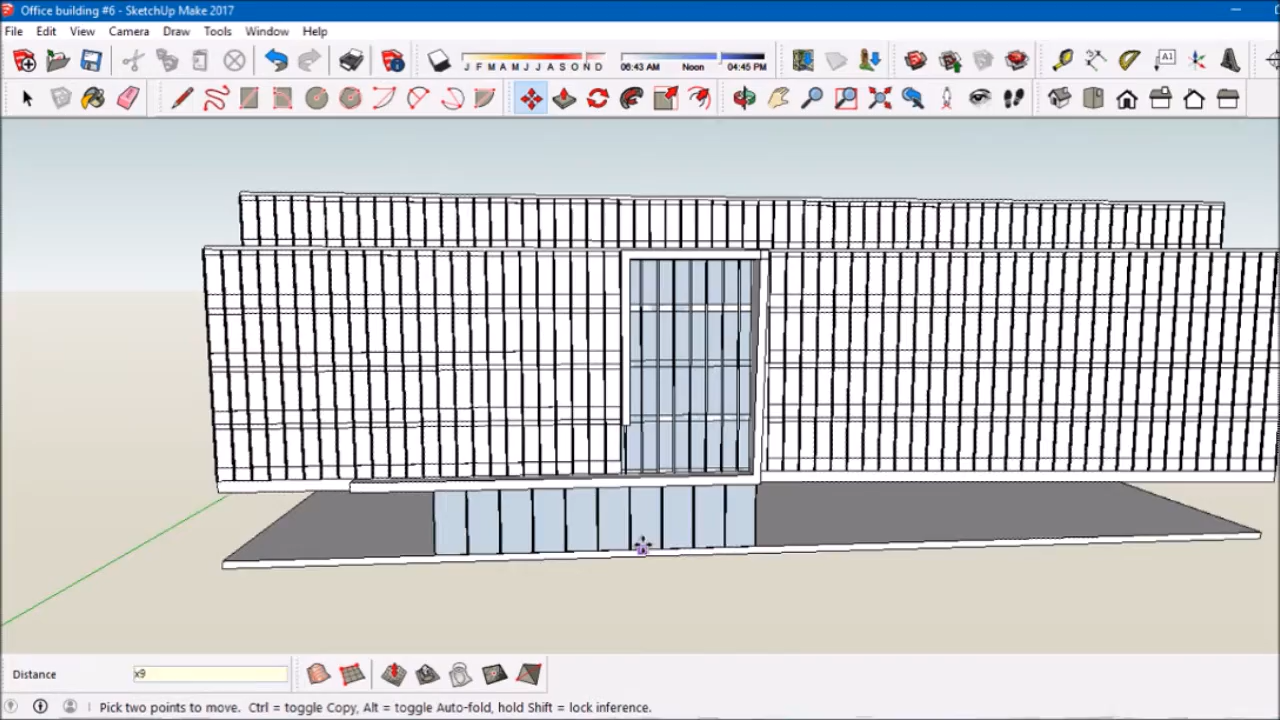 Office building #6 - SketchUp Make 2017
File Edit View Camera Draw Tools Window Help
J F M A M J J A S O N D 06:43 AM Noon 04:45 PM A1
Distance x9
Pick two points to move. Ctrl = toggle Copy, Alt = toggle Auto-fold, hold Shift = lock inference.